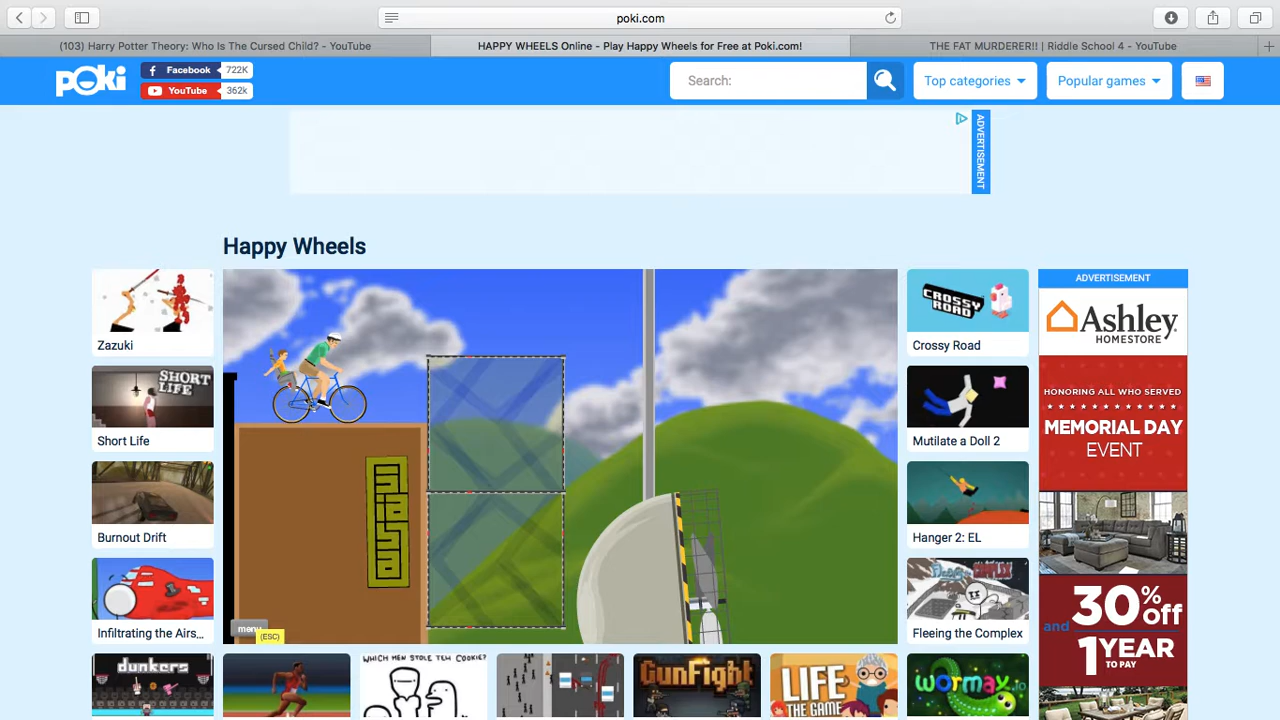 poki.com
(103) Harry Potter Theory: Who Is The Cursed Child? - YouTube
HAPPY WHEELS Online - Play Happy Wheels for Free at Poki.com!
THE FAT MURDERER!! | Riddle School 4 - YouTube
POKi
Facebook 722K
YouTube 362k
Search:
Top categories
Popular games
ADVERTISEMENT
Happy Wheels
Zazuki
SHORT LIFE
Short Life
Burnout Drift
Infiltrating the Airs...
menu
(ESC)
CROSSY ROAD
Crossy Road
Mutilate a Doll 2
Hanger 2: EL
Fleeing the Complex
ADVERTISEMENT
Ashley
HOMESTORE
HONORING ALL WHO SERVED
MEMORIAL DAY
EVENT
30% off
and 1 YEAR
TO PAY
dunkers
WHICH MEN STOLE TEH COOKIE?
GUNFIGHT
LIFE
THE GAME
wormax.io